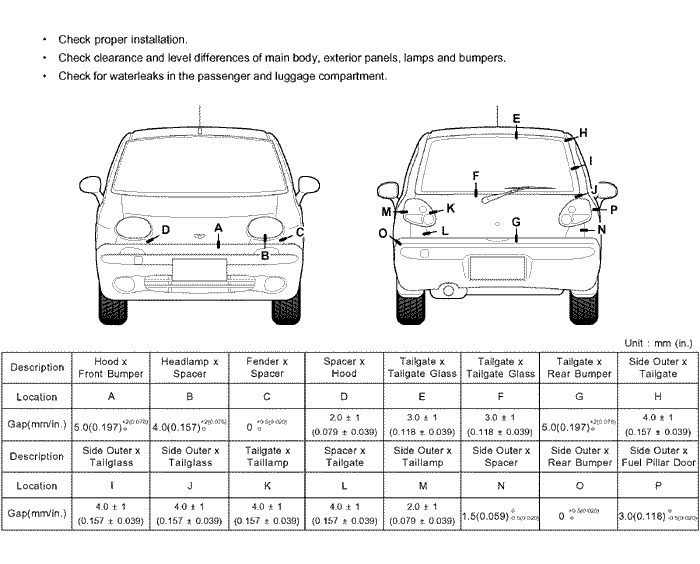 • Check proper installation.
• Check clearance and level differences of main body, exterior panels, lamps and bumpers.
• Check for waterleaks in the passenger and luggage compartment.
E
H
I
F
J
M
K
P
D
A
C
G
L
N
O
B
Unit : mm (in.)
Description Hood x Front Bumper Headlamp x Spacer Fender x Spacer Spacer x Hood Tailgate x Tailgate Glass Tailgate x Tailgate Glass Tailgate x Rear Bumper Side Outer x Tailgate
Location A B C D E F G H
Gap(mm/in.) 5.0(0.197) +2(0.078) 0 4.0(0.157) +2(0.078) 0 0 +0.5(0.020) 0 2.0 ± 1 (0.079 ± 0.039) 3.0 ± 1 (0.118 ± 0.039) 3.0 ± 1 (0.118 ± 0.039) 5.0(0.197) +2(0.078) 0 4.0 ± 1 (0.157 ± 0.039)
Description Side Outer x Tailglass Side Outer x Tailglass Tailgate x Taillamp Spacer x Tailgate Side Outer x Taillamp Side Outer x Spacer Side Outer x Rear Bumper Side Outer x Fuel Pillar Door
Location I J K L M N O P
Gap(mm/in.) 4.0 ± 1 (0.157 ± 0.039) 4.0 ± 1 (0.157 ± 0.039) 4.0 ± 1 (0.157 ± 0.039) 4.0 ± 1 (0.157 ± 0.039) 2.0 ± 1 (0.079 ± 0.039) 1.5(0.059) 0 -0.5(0.020) 0 +0.5(0.020) 0 3.0(0.118) 0 -0.5(0.020)